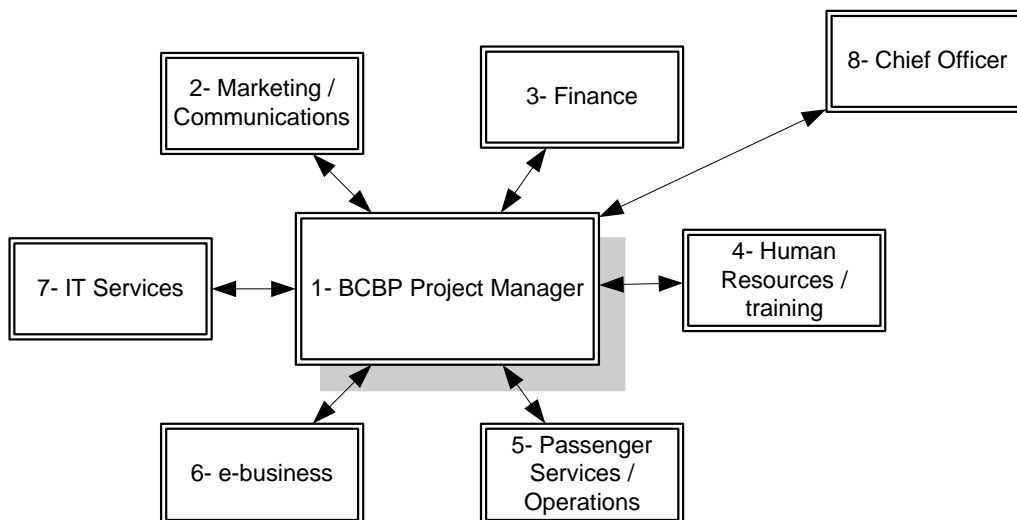 8- Chief Officer
2- Marketing /
Communications
3- Finance
4- Human
Resources /
training
7- IT Services
1- BCBP Project Manager
6- e-business
5- Passenger
Services /
Operations